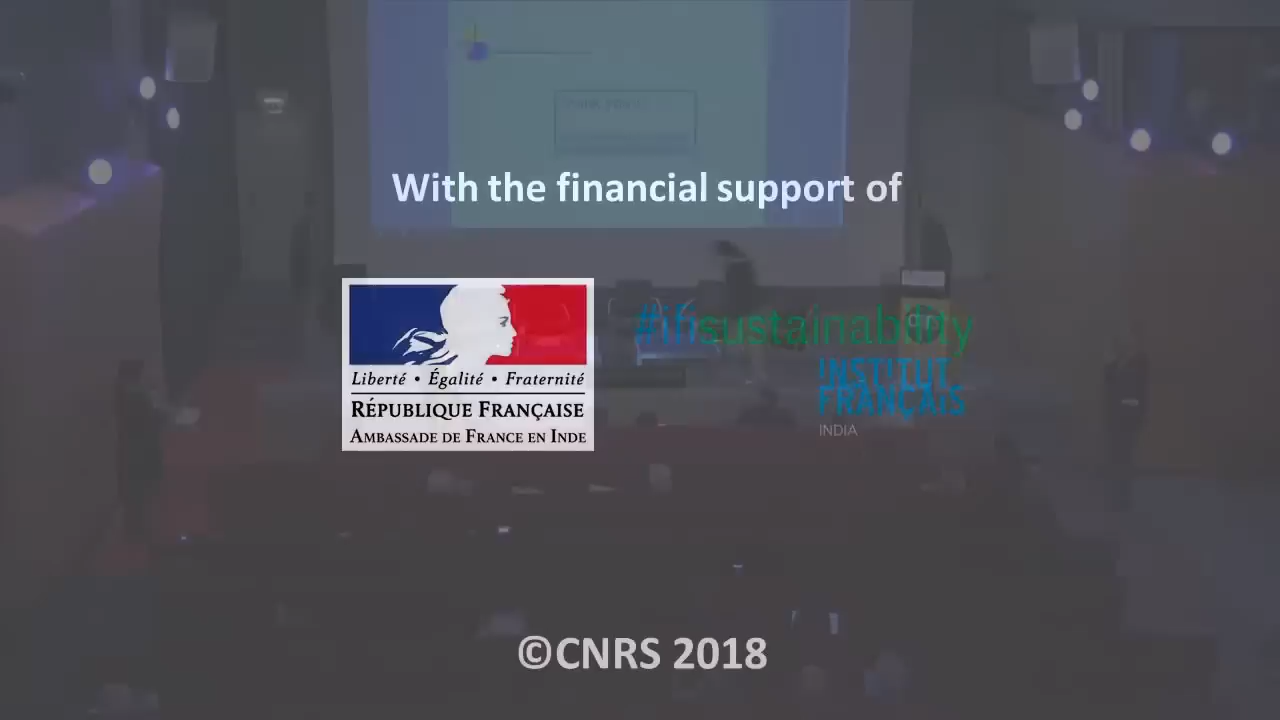 With the financial support of
#ifisustainability
Liberté • Égalité • Fraternité
RÉPUBLIQUE FRANÇAISE
AMBASSADE DE FRANCE EN INDE
INSTITUT
FRANÇAIS
INDIA
©CNRS 2018